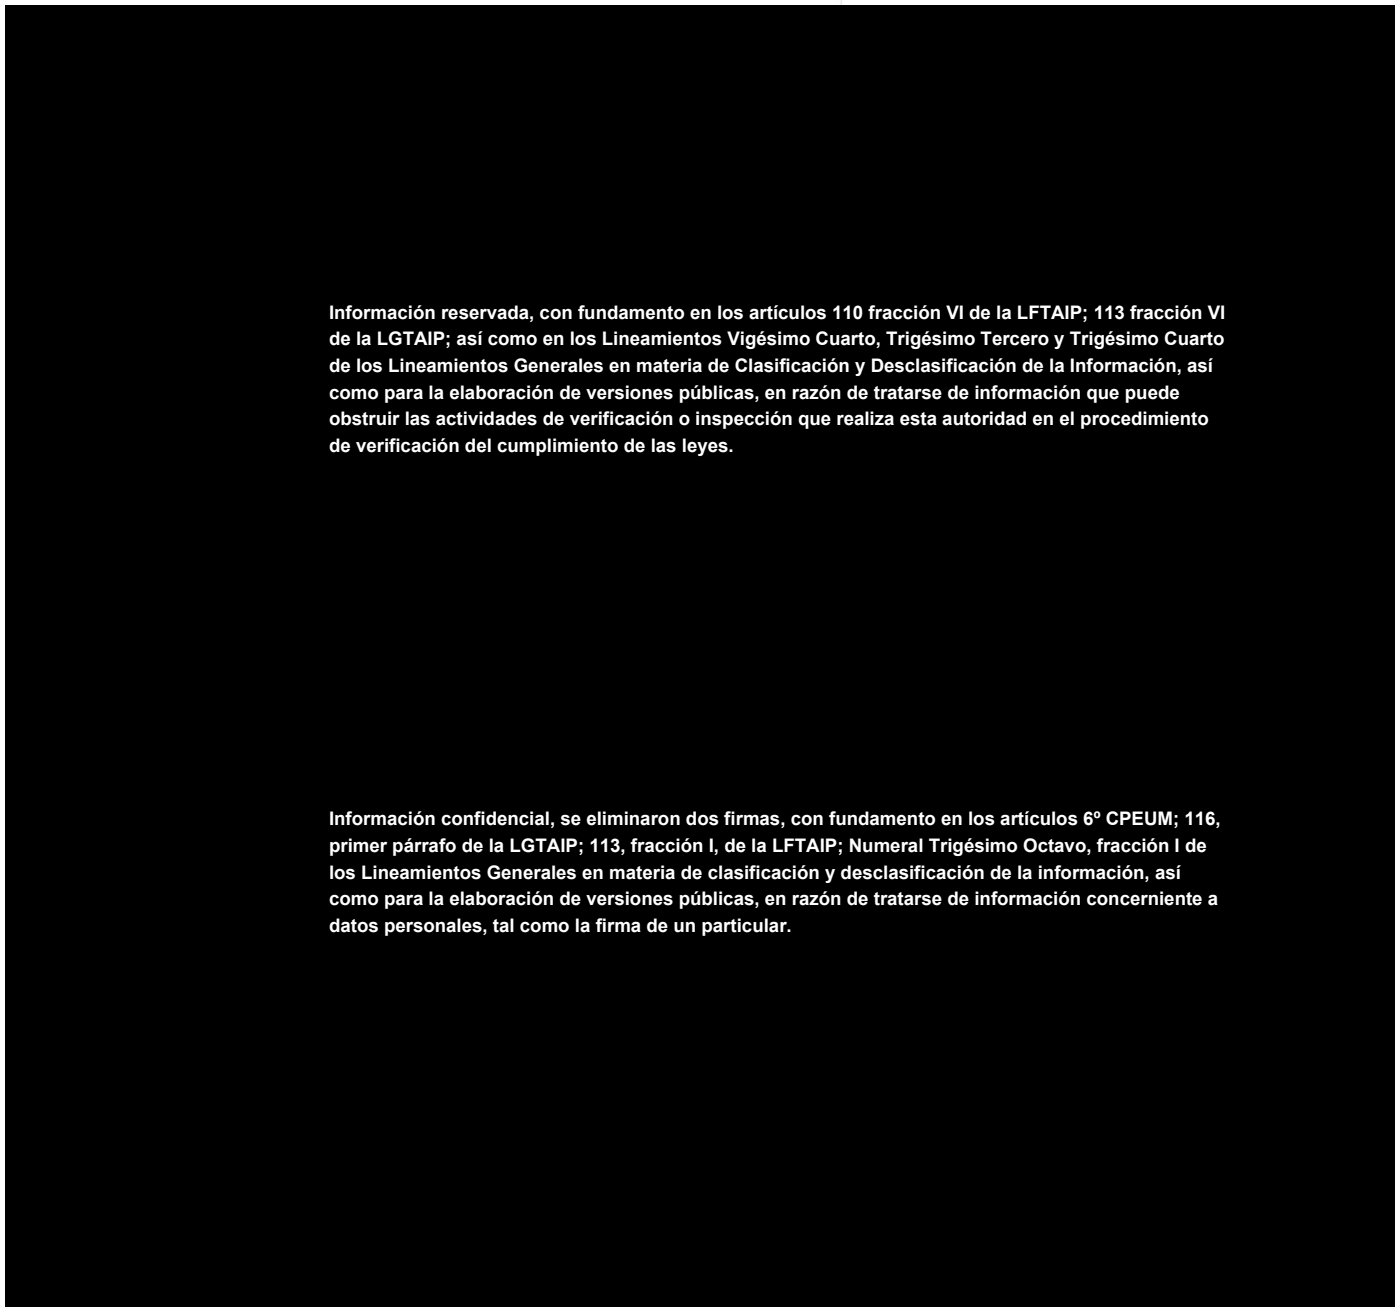 Información reservada, con fundamento en los artículos 110 fracción VI de la LFTAIP; 113 fracción VI
de la LGTAIP; así como en los Lineamientos Vigésimo Cuarto, Trigésimo Tercero y Trigésimo Cuarto
de los Lineamientos Generales en materia de Clasificación y Desclasificación de la Información, así
como para la elaboración de versiones públicas, en razón de tratarse de información que puede
obstruir las actividades de verificación o inspección que realiza esta autoridad en el procedimiento
de verificación del cumplimiento de las leyes.
Información confidencial, se eliminaron dos firmas, con fundamento en los artículos 6º CPEUM; 116,
primer párrafo de la LGTAIP; 113, fracción I, de la LFTAIP; Numeral Trigésimo Octavo, fracción I de
los Lineamientos Generales en materia de clasificación y desclasificación de la información, así
como para la elaboración de versiones públicas, en razón de tratarse de información concerniente a
datos personales, tal como la firma de un particular.